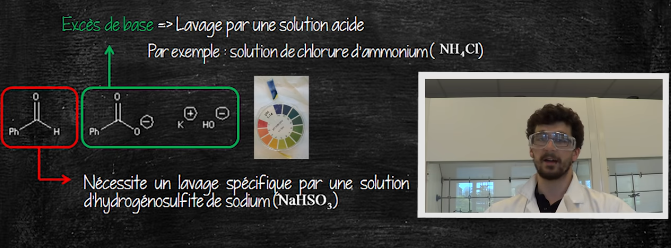 Excès de base => Lavage par une solution acide
Par exemple : solution de chlorure d'ammonium ( NH₄Cl)
O
Ph H
O
Ph O ⊖
K ⊕ HO ⊖
Nécessite un lavage spécifique par une solution
d'hydrogénosulfite de sodium (NaHSO₃)